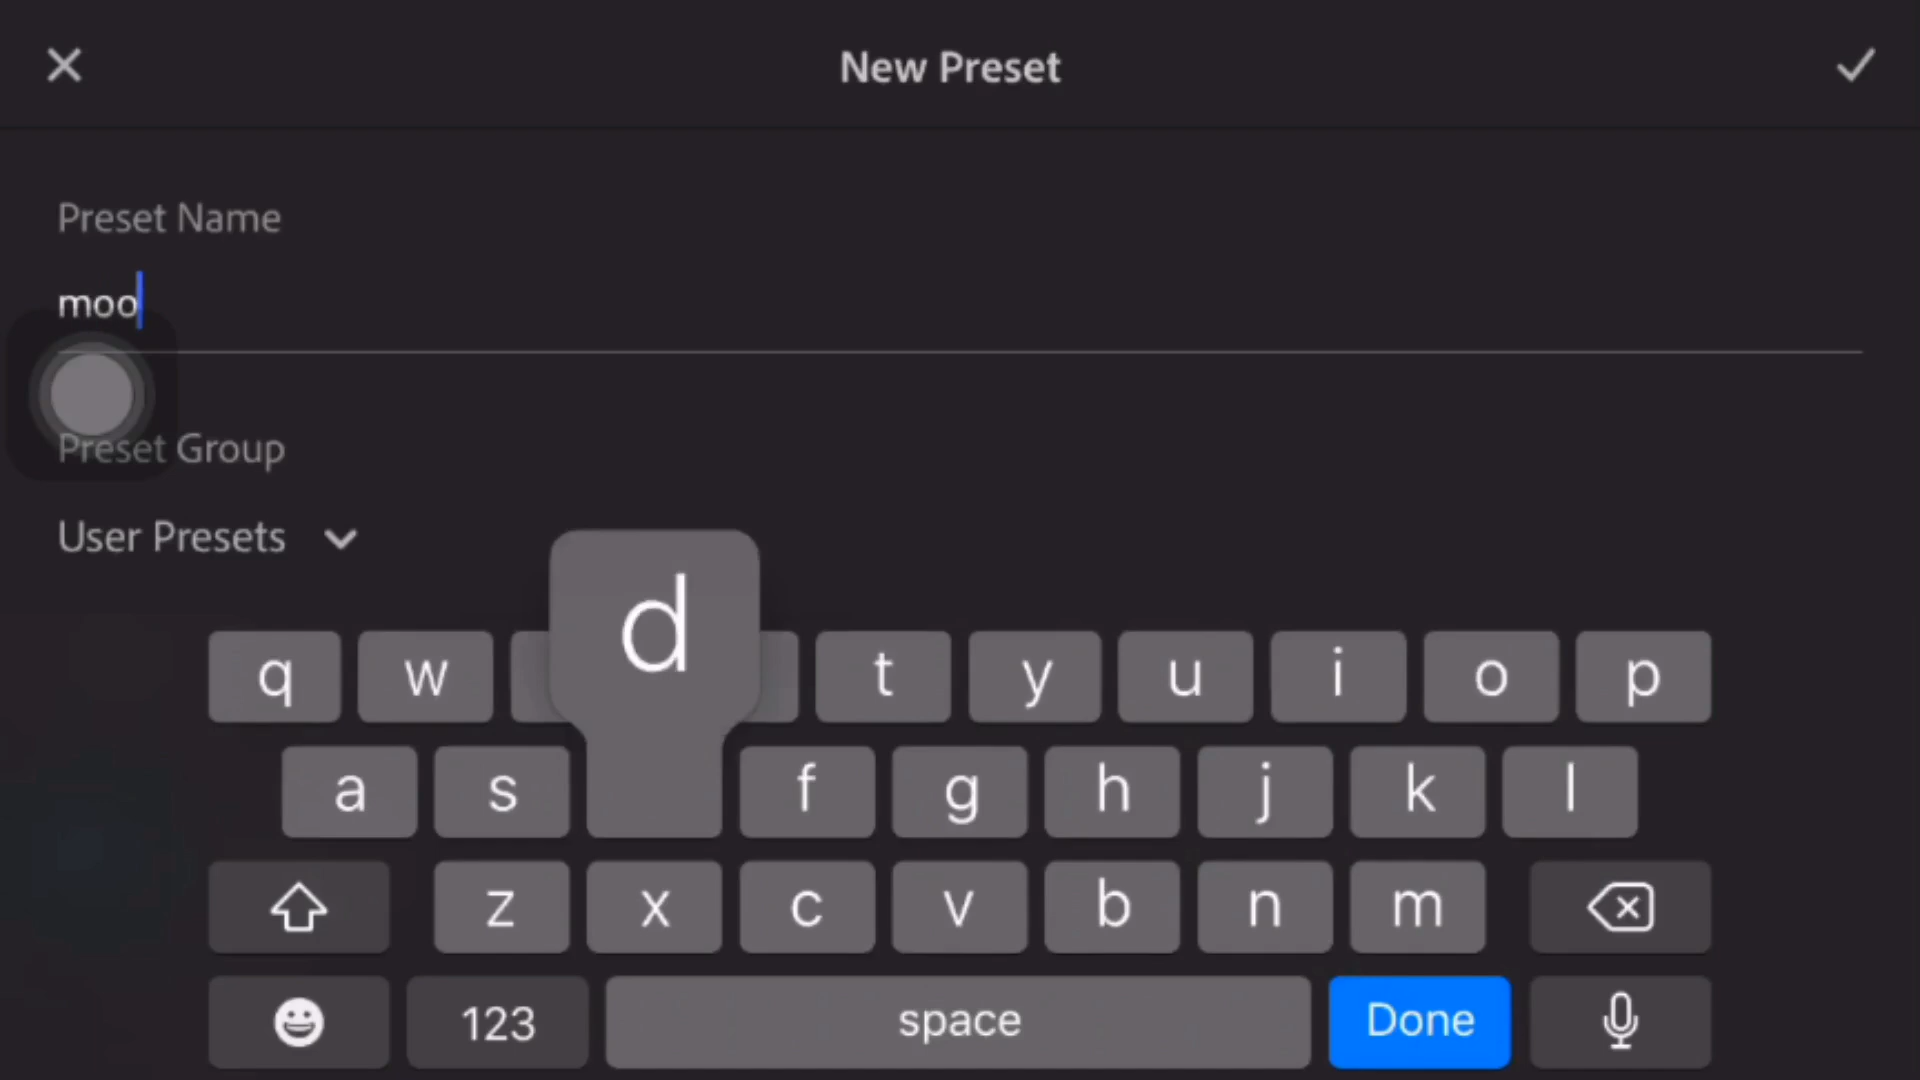 New Preset
Preset Name
moo
Preset Group
User Presets
d
q w t y u i o p
a s f g h j k l
z x c v b n m
123 space Done